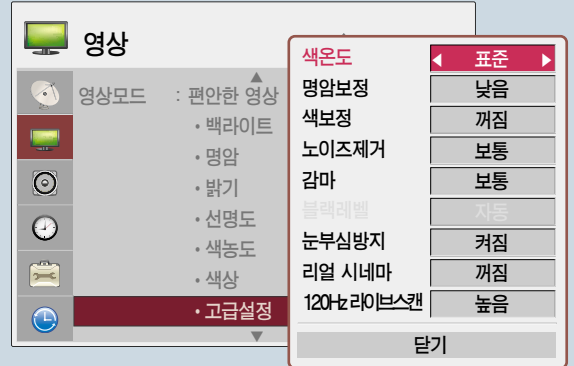 영상
영상모드 : 편안한 영상
• 백라이트
• 명암
• 밝기
• 선명도
• 색농도
• 색상
• 고급설정
색온도 표준
명암보정 낮음
색보정 꺼짐
노이즈제거 보통
감마 보통
블랙레벨 자동
눈부심방지 켜짐
리얼 시네마 꺼짐
120Hz 라이브스캔 높음
닫기